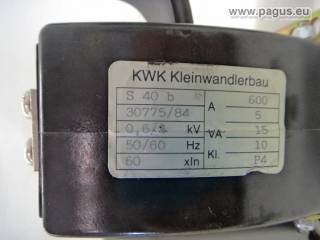 www.pagus.eu
KWK Kleinwandlerbau
S 40 b A 600
30775/84 5
kV VA 15
50/60 Hz Kl. 10
60 xIn P4